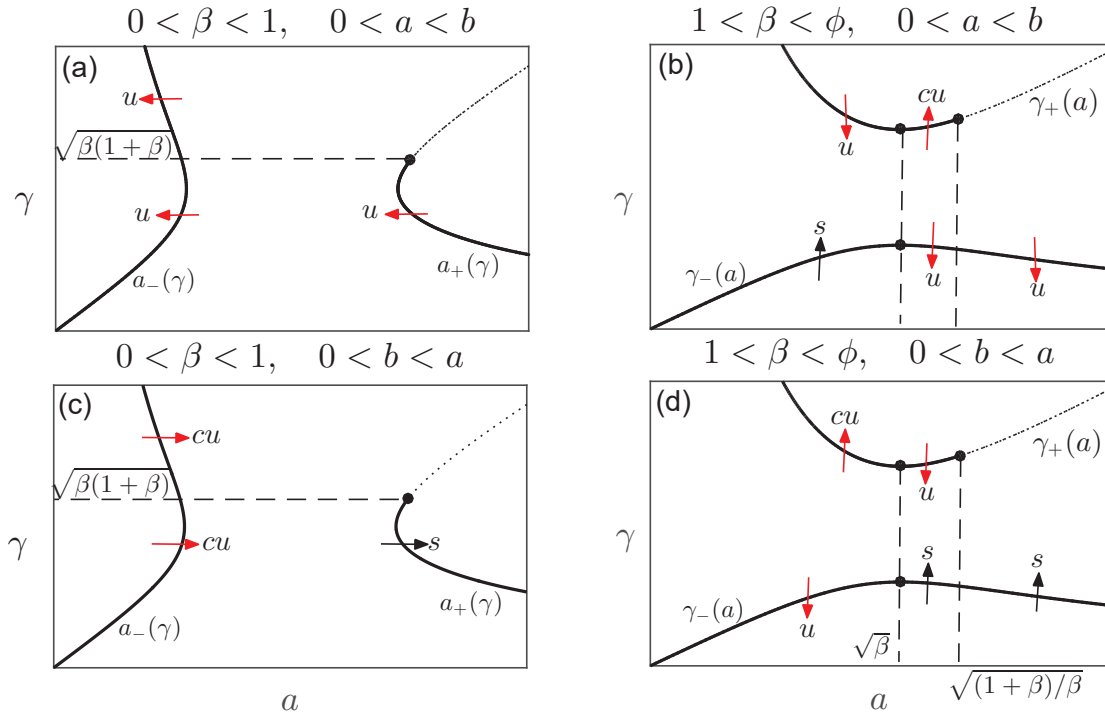 0 < β < 1, 0 < a < b
(a)
u
√β(1 + β)
u
u
γ
a₋(γ)
a₊(γ)
1 < β < ϕ, 0 < a < b
(b)
cu
γ₊(a)
u
γ
s
γ₋(a)
u
u
0 < β < 1, 0 < b < a
(c)
cu
√β(1 + β)
γ
cu
s
a₋(γ)
a₊(γ)
a
1 < β < ϕ, 0 < b < a
(d)
cu
γ₊(a)
u
γ
s
s
γ₋(a)
u
√β
√(1 + β)/β
a